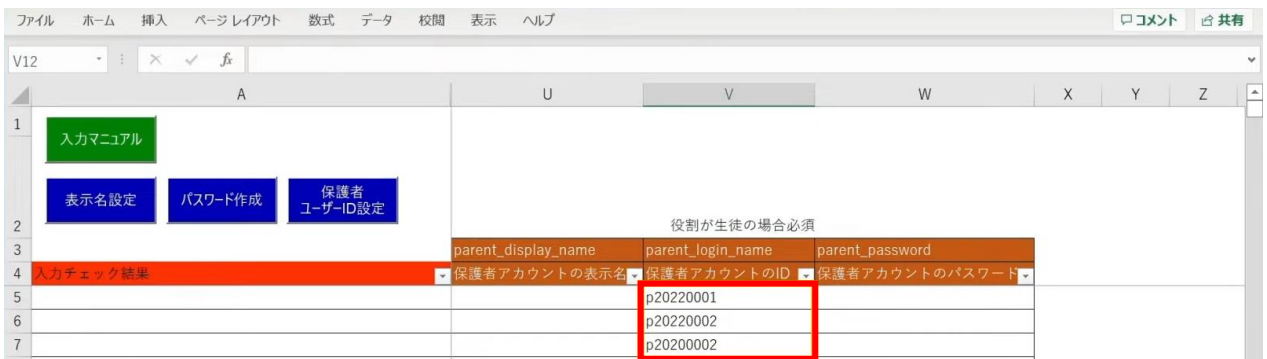 ファイル ホーム 挿入 ページ レイアウト 数式 データ 校閲 表示 ヘルプ コメント 共有
V12 fx
A U V W X Y Z
1
入力マニュアル
表示名設定 パスワード作成 保護者
ユーザーID設定
2 役割が生徒の場合必須
3 parent_display_name parent_login_name parent_password
4 入力チェック結果 保護者アカウントの表示名 保護者アカウントのID 保護者アカウントのパスワード
5 p20220001
6 p20220002
7 p20200002